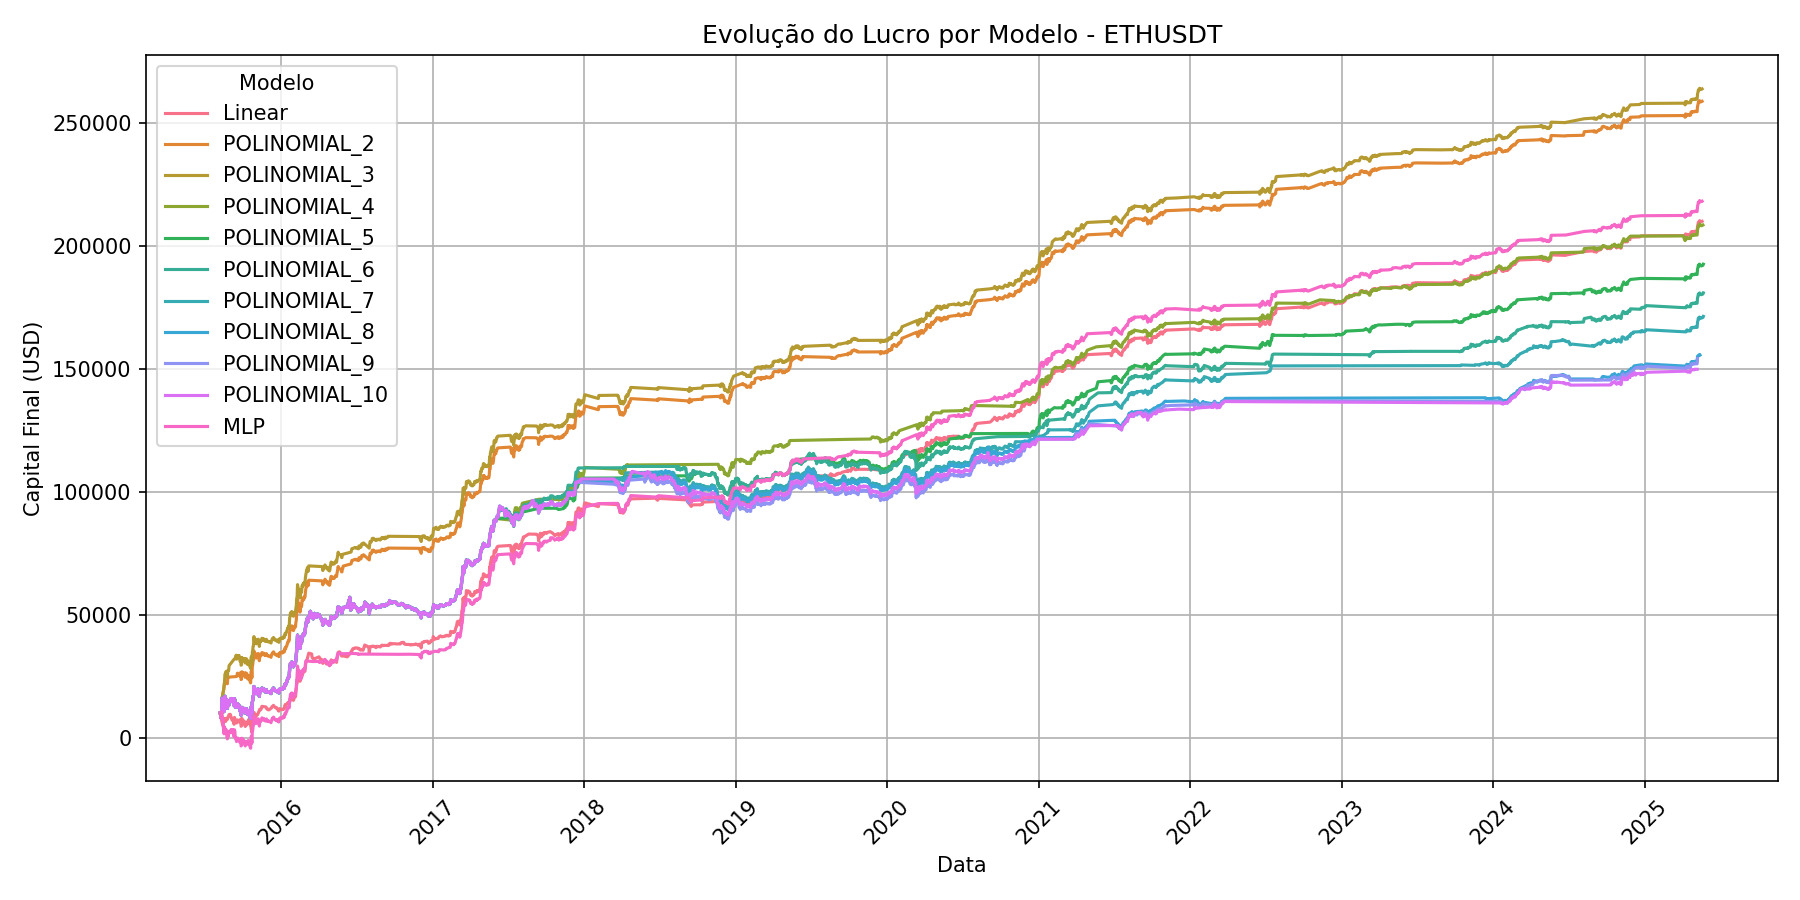 Evolução do Lucro por Modelo - ETHUSDT
Modelo
Linear
POLINOMIAL_2
POLINOMIAL_3
POLINOMIAL_4
POLINOMIAL_5
POLINOMIAL_6
POLINOMIAL_7
POLINOMIAL_8
POLINOMIAL_9
POLINOMIAL_10
MLP
Capital Final (USD)
250000
200000
150000
100000
50000
0
2016
2017
2018
2019
2020
2021
2022
2023
2024
2025
Data